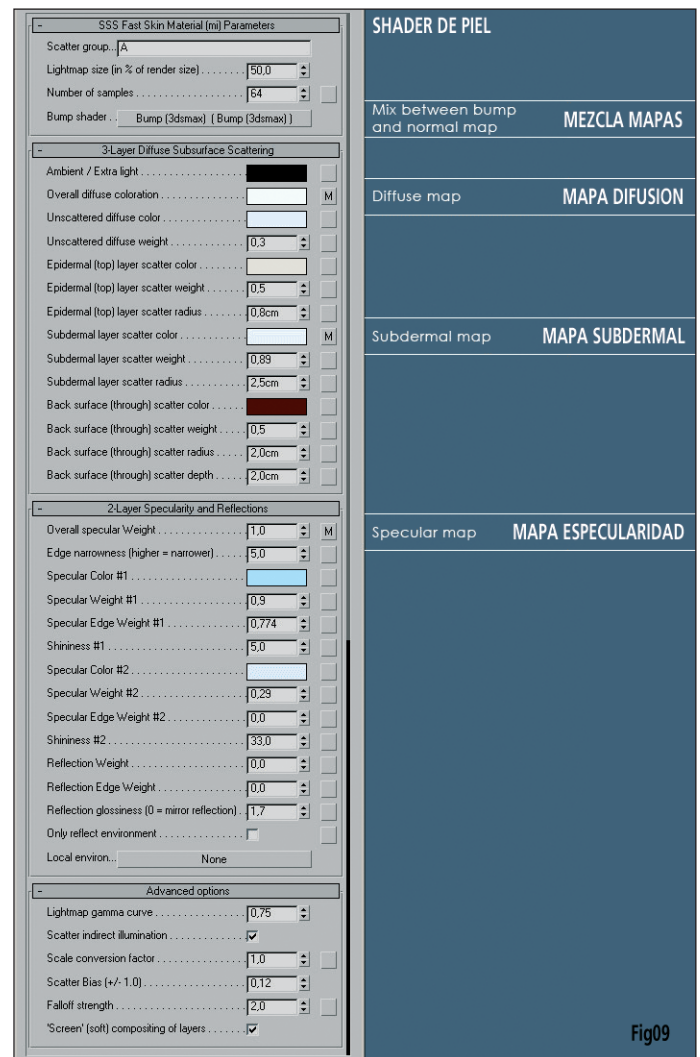 SHADER DE PIEL
- SSS Fast Skin Material (mi) Parameters
Scatter group... A
Lightmap size (in % of render size) . . . . . . . . 50,0
Number of samples . . . . . . . . . . . . . . . . . . 64
Bump shader . . Bump (3dsmax) ( Bump (3dsmax) )
Mix between bump
and normal map
MEZCLA MAPAS
- 3-Layer Diffuse Subsurface Scattering
Ambient / Extra light . . . . . . . . . . . . . . . . .
Overall diffuse coloration . . . . . . . . . . . . . . M
Diffuse map MAPA DIFUSION
Unscattered diffuse color . . . . . . . . . . . . . .
Unscattered diffuse weight . . . . . . . . . . . . . 0,3
Epidermal (top) layer scatter color . . . . . . . .
Epidermal (top) layer scatter weight . . . . . . . 0,5
Epidermal (top) layer scatter radius . . . . . . . 0,8cm
Subdermal layer scatter color . . . . . . . . . . . M
Subdermal map MAPA SUBDERMAL
Subdermal layer scatter weight . . . . . . . . . . 0,89
Subdermal layer scatter radius . . . . . . . . . . 2,5cm
Back surface (through) scatter color . . . . . .
Back surface (through) scatter weight . . . . . 0,5
Back surface (through) scatter radius . . . . . 2,0cm
Back surface (through) scatter depth . . . . . 2,0cm
- 2-Layer Specularity and Reflections
Overall specular Weight . . . . . . . . . . . . . . . 1,0 M
Specular map MAPA ESPECULARIDAD
Edge narrowness (higher = narrower) . . . . . 5,0
Specular Color #1 . . . . . . . . . . . . . . . . . . .
Specular Weight #1 . . . . . . . . . . . . . . . . . . 0,9
Specular Edge Weight #1 . . . . . . . . . . . . . 0,774
Shininess #1 . . . . . . . . . . . . . . . . . . . . . . . 5,0
Specular Color #2 . . . . . . . . . . . . . . . . . . .
Specular Weight #2 . . . . . . . . . . . . . . . . . . 0,29
Specular Edge Weight #2 . . . . . . . . . . . . . 0,0
Shininess #2 . . . . . . . . . . . . . . . . . . . . . . . 33,0
Reflection Weight . . . . . . . . . . . . . . . . . . . 0,0
Reflection Edge Weight . . . . . . . . . . . . . . . 0,0
Reflection glossiness (0 = mirror reflection) . . 1,7
Only reflect environment . . . . . . . . . . . . . . .
Local environ... None
- Advanced options
Lightmap gamma curve . . . . . . . . . . . . . . . 0,75
Scatter indirect illumination . . . . . . . . . . . . .
Scale conversion factor . . . . . . . . . . . . . . . 1,0
Scatter Bias (+/- 1.0) . . . . . . . . . . . . . . . . . 0,12
Falloff strength . . . . . . . . . . . . . . . . . . . . . . 2,0
'Screen' (soft) compositing of layers . . . . . . .
Fig09